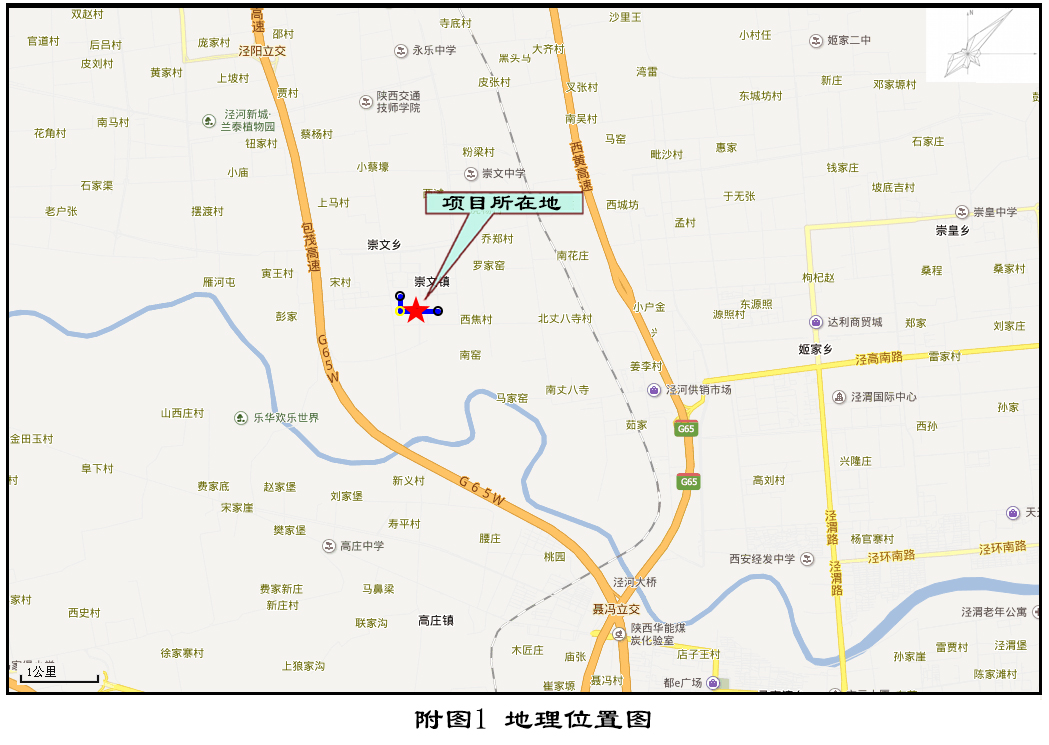 双赵村
高速
邵村
寺底村
沙里王
N
官道村
后吕村
庞家村
泾阳立交
永乐中学
大齐村
黑头马
小村任
姬家二中
皮刘村
黄家村
上坡村
皮张村
湾雷
新庄
邓家塬村
贾村
陕西交通
技师学院
又张村
东城坊村
泾河新城·
兰泰植物园
南马村
花角村
蔡杨村
南吴村
马窑
钮家村
粉梁村
毗沙村
惠家
石家庄
西黄高速
小庙
小蔡壕
崇文中学
钱家庄
石家渠
坡底吉村
于无张
项目所在地
老户张
摆渡村
上马村
西城坊
孟村
崇皇中学
崇皇乡
包茂高速
崇文乡
乔郑村
南花庄
寅王村
罗家窑
雁河屯
宋村
崇文镇
枸杞赵
桑程
桑家村
彭家
西焦村
北丈八寺村
小户金
东源照
源照村
达利商贸城
郑家
刘家庄
G65W
南窑
姬家乡
泾高南路
雷家村
姜李村
南丈八寺
泾河供销市场
马家窑
泾渭国际中心
山西庄村
乐华欢乐世界
茹家
G65
西孙
孙家
金田玉村
阜下村
村
兴隆庄
费家底
赵家堡
新义村
G65W
G65
高刘村
宋家崖
刘家堡
天
樊家堡
寿平村
泾渭路
高庄中学
腰庄
杨官寨村
桃园
西安经发中学
泾环南路
泾环南路
泾渭路
家村
费家新庄
新庄村
马鼻梁
泾河大桥
西史村
联家沟
高庄镇
聂冯立交
泾渭老年公寓
陕西华能煤
炭化验室
徐家寨村
上狼家沟
木匠庄
庙张
店子王村
孙家崖
雷贾村
泾渭堡
陈家滩村
1公里
崔家塬
聂冯村
都e广场
附图1 地理位置图